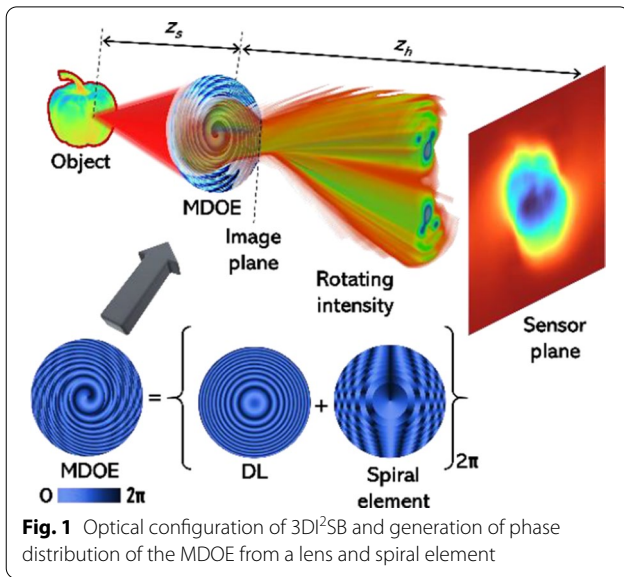 z_s
z_h
Object
MDOE
Image
plane
Rotating
intensity
Sensor
plane
MDOE
=
DL
+
Spiral
element
2π
0
2π
Fig. 1 Optical configuration of 3DI²SB and generation of phase
distribution of the MDOE from a lens and spiral element